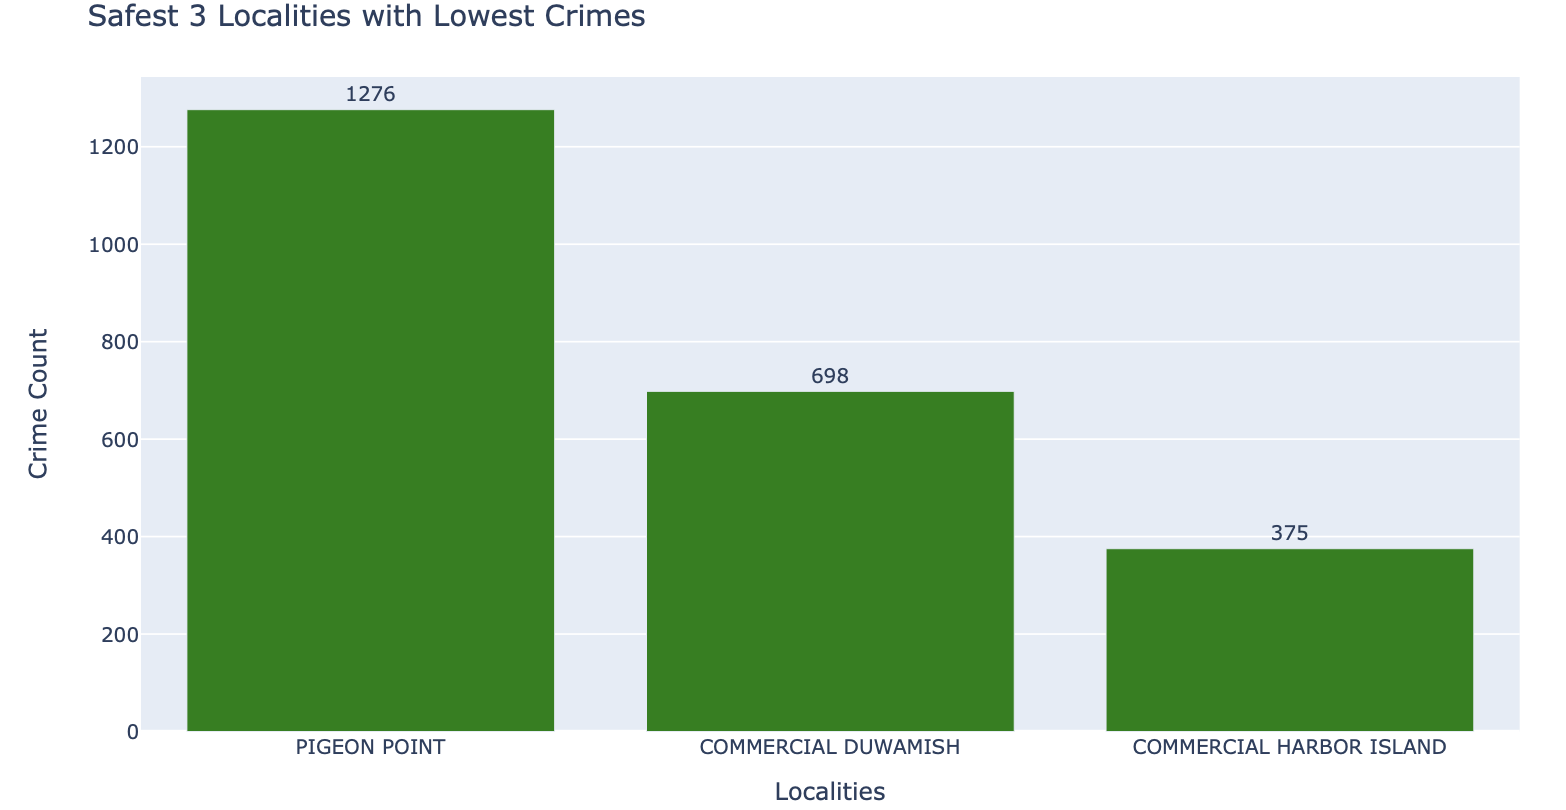 Safest 3 Localities with Lowest Crimes
1276
1200
1000
800
698
600
400
375
200
0
Crime Count
PIGEON POINT
COMMERCIAL DUWAMISH
COMMERCIAL HARBOR ISLAND
Localities